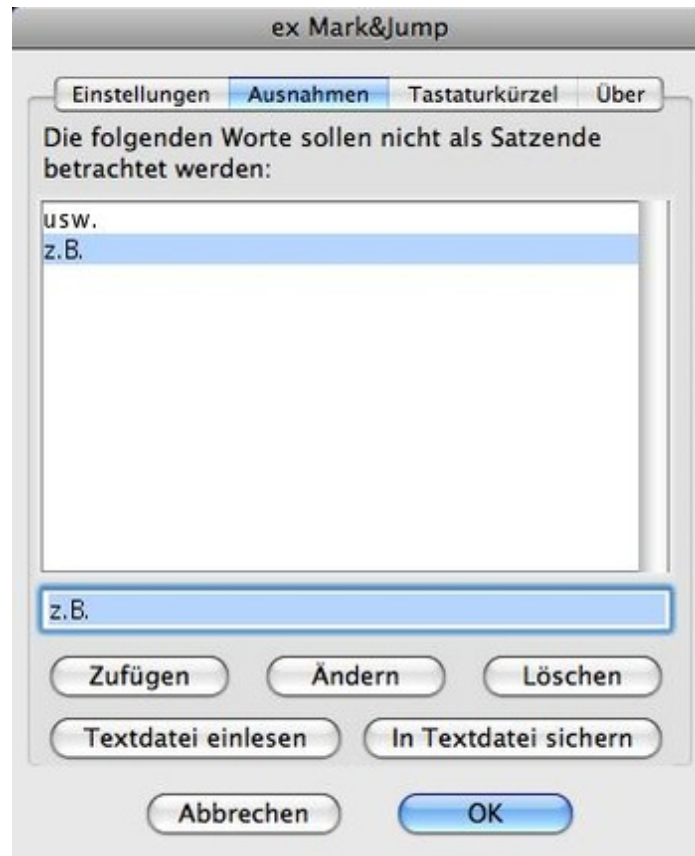 ex Mark&Jump
Einstellungen Ausnahmen Tastaturkürzel Über
Die folgenden Worte sollen nicht als Satzende
betrachtet werden:
usw.
z.B.
z.B.
Zufügen Ändern Löschen
Textdatei einlesen In Textdatei sichern
Abbrechen OK